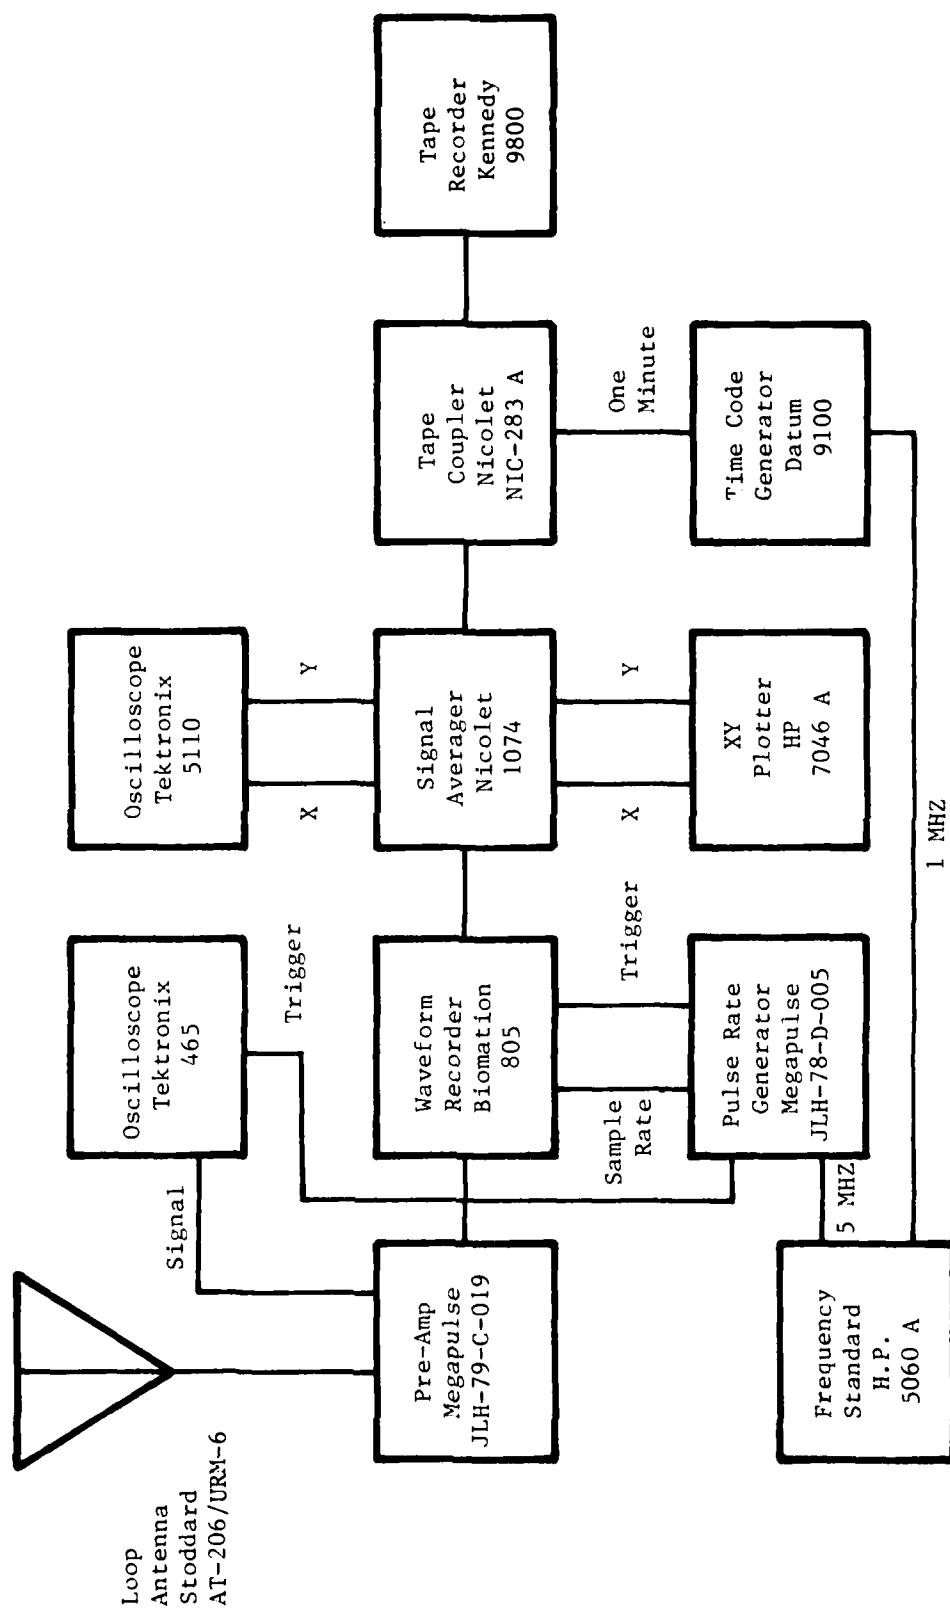 Loop
Antenna
Stoddard
AT-206/URM-6
Signal
Oscilloscope
Tektronix
465
Trigger
Oscilloscope
Tektronix
5110
X
Y
Pre-Amp
Megapulse
JLH-79-C-019
Waveform
Recorder
Biomation
805
Signal
Averager
Nicolet
1074
Tape
Coupler
Nicolet
NIC-283 A
Tape
Recorder
Kennedy
9800
Sample
Rate
Trigger
X
Y
One
Minute
Frequency
Standard
H.P.
5060 A
5 MHZ
Pulse Rate
Generator
Megapulse
JLH-78-D-005
XY
Plotter
HP
7046 A
Time Code
Generator
Datum
9100
1 MHZ